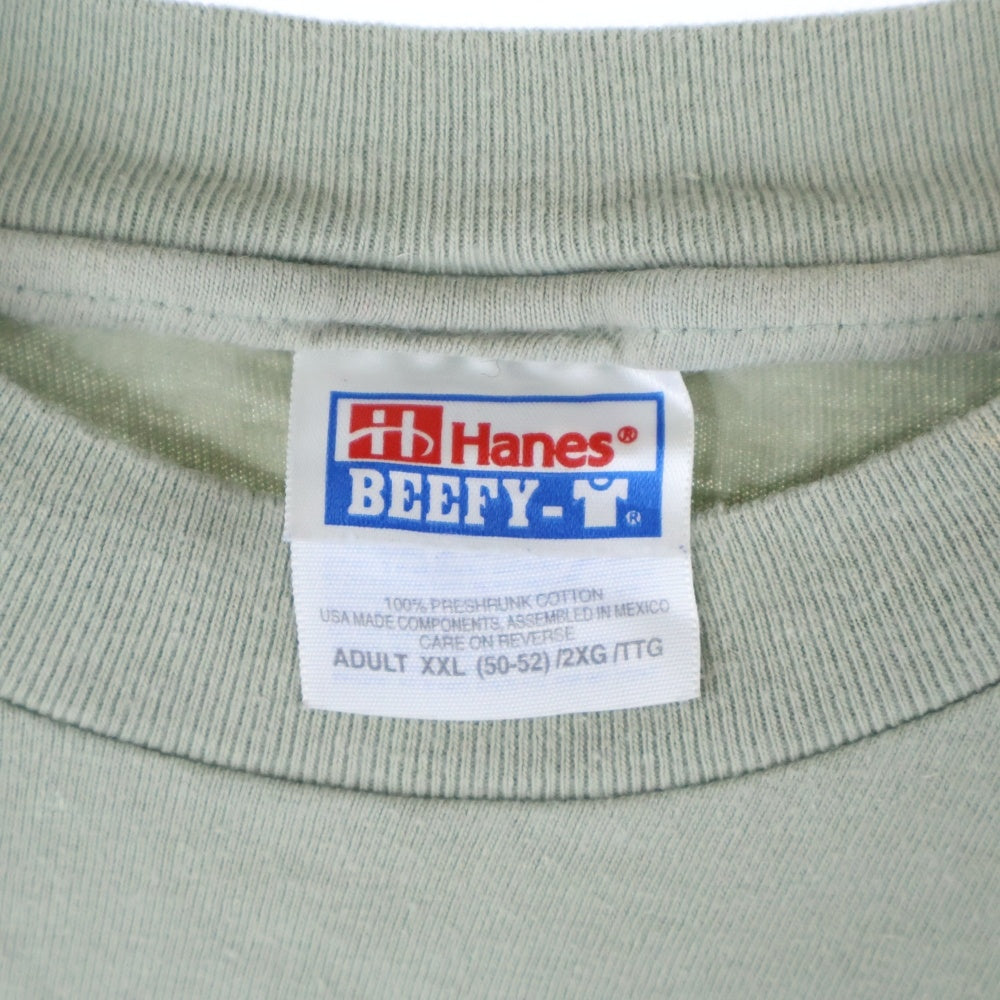 Hanes®
BEEFY-T®
100% PRESHRUNK COTTON
USA MADE COMPONENTS, ASSEMBLED IN MEXICO
CARE ON REVERSE
ADULT XXL (50-52) /2XG /TTG